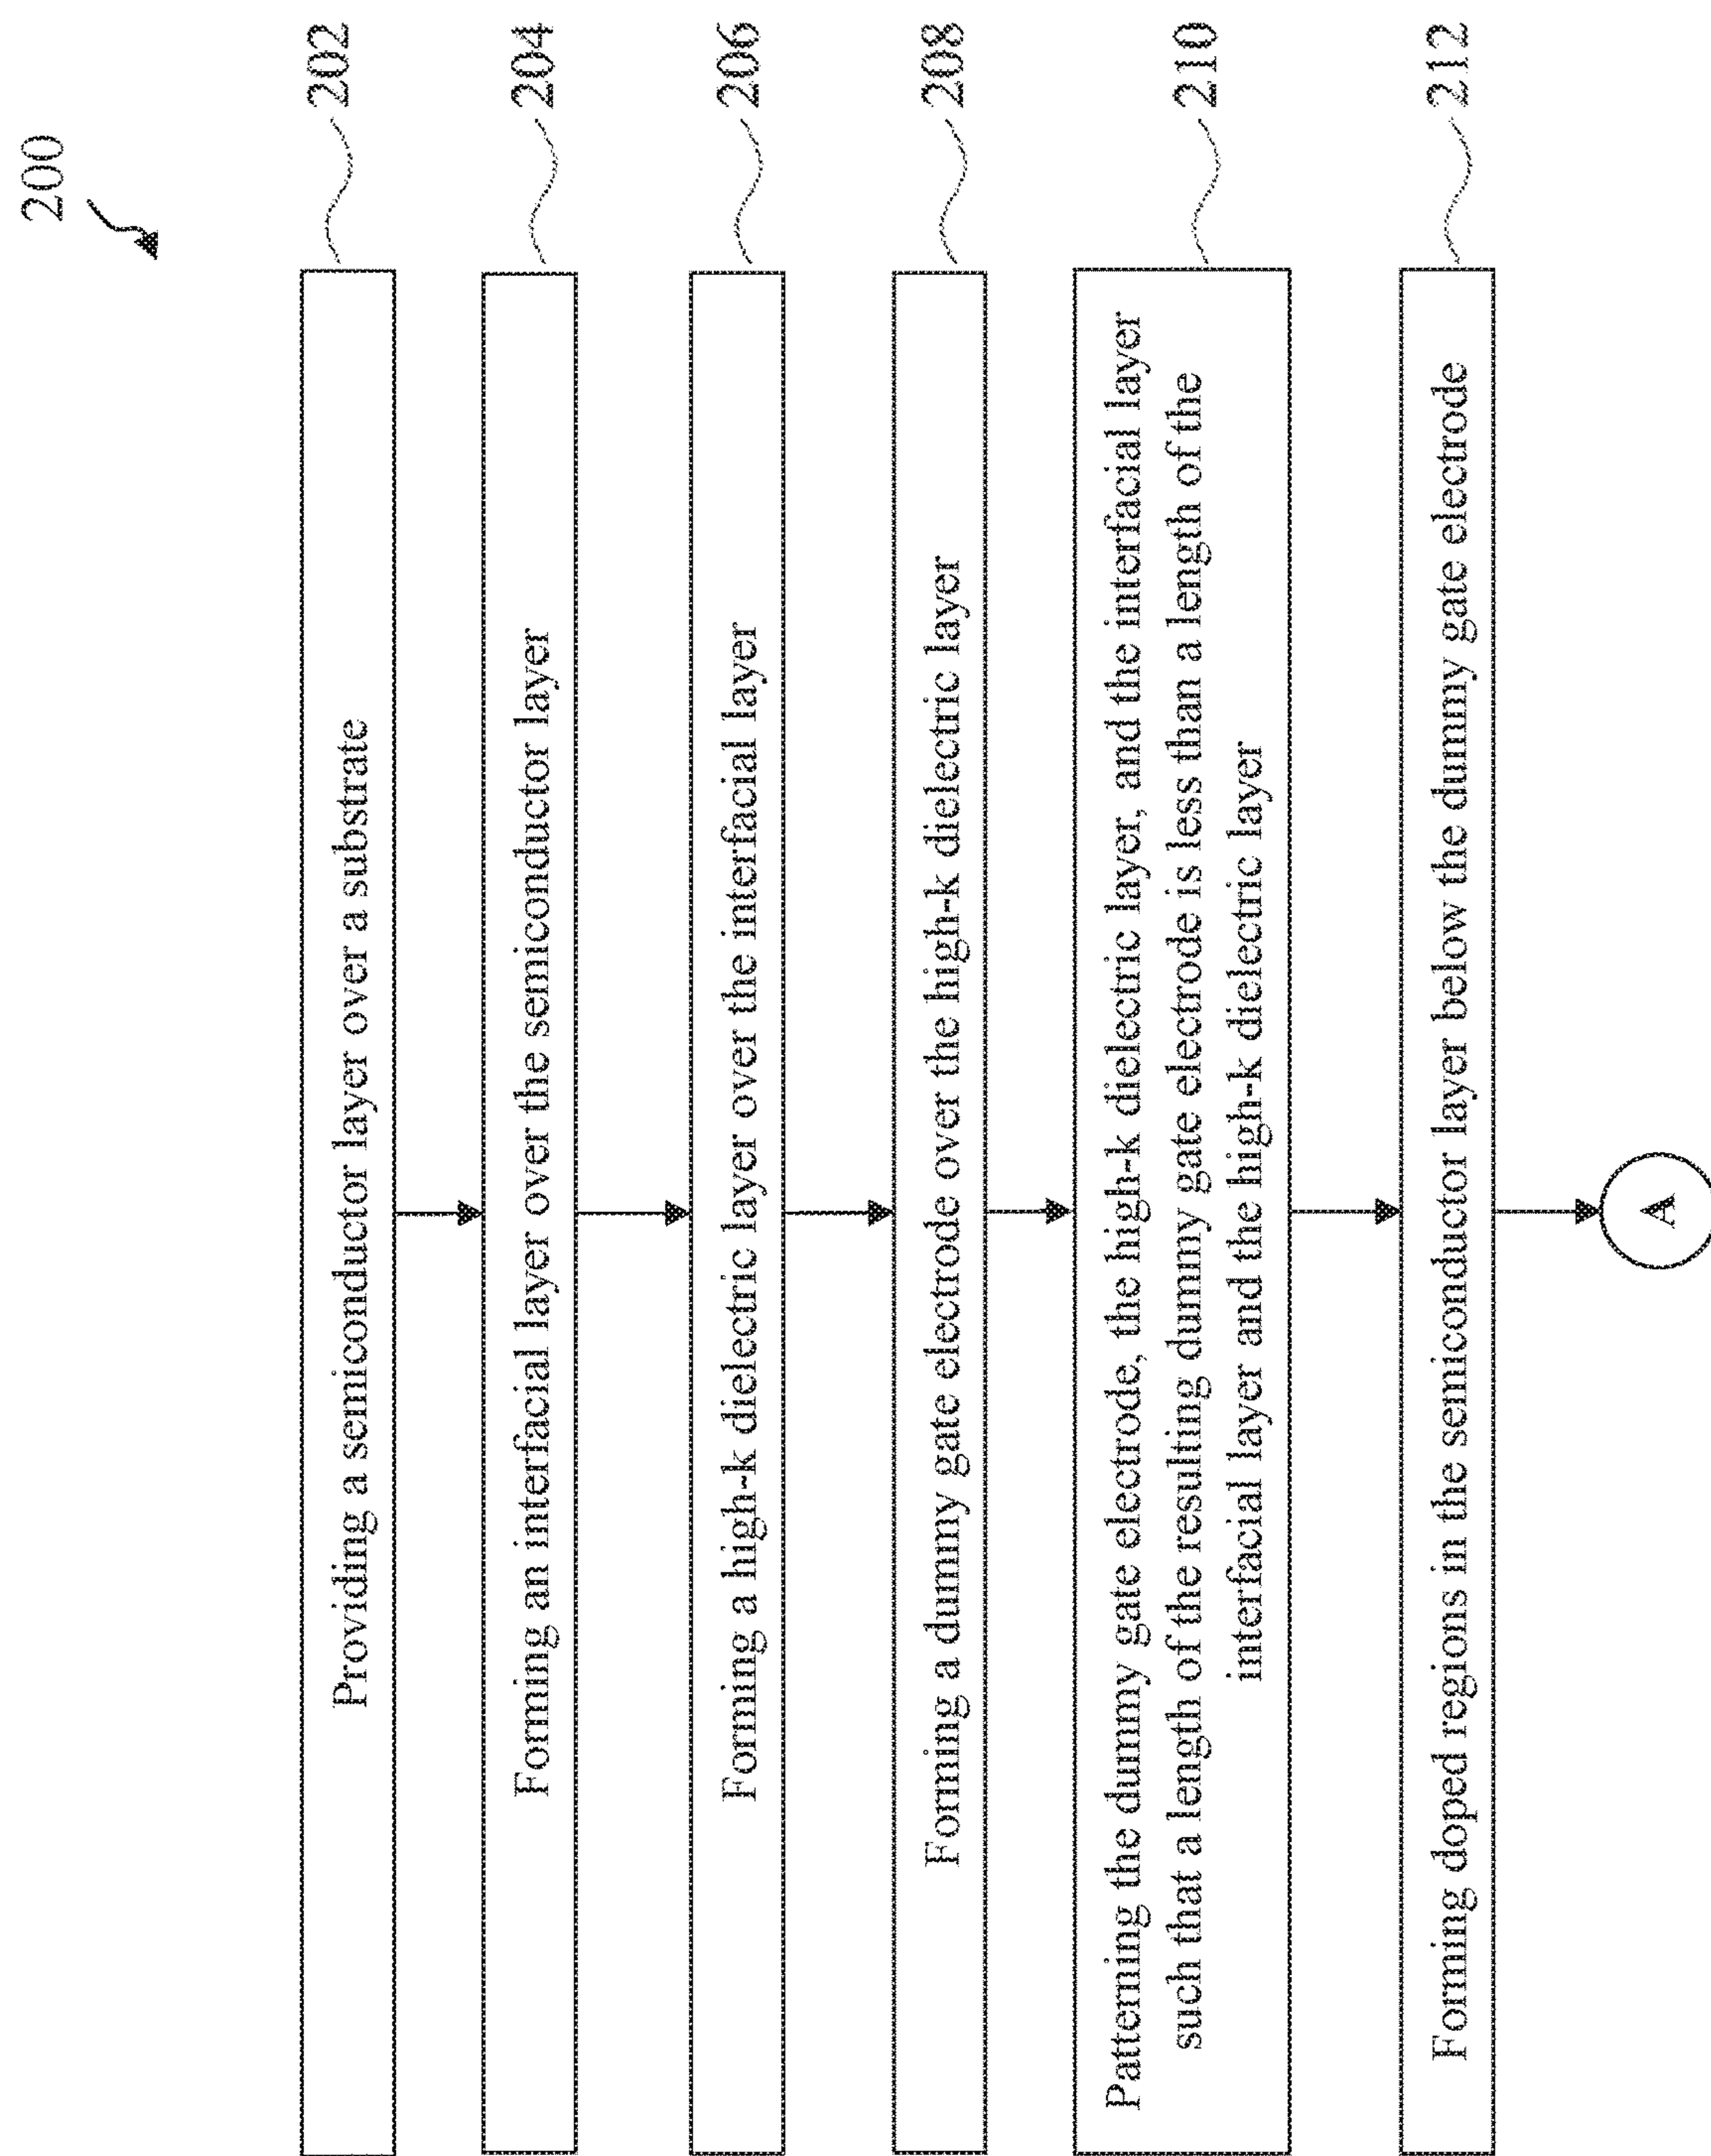 200
Providing a semiconductor layer over a substrate
202
Forming an interfacial layer over the semiconductor layer
204
Forming a high-k dielectric layer over the interfacial layer
206
Forming a dummy gate electrode over the high-k dielectric layer
208
Patterning the dummy gate electrode, the high-k dielectric layer, and the interfacial layer
such that a length of the resulting dummy gate electrode is less than a length of the
interfacial layer and the high-k dielectric layer
210
Forming doped regions in the semiconductor layer below the dummy gate electrode
212
A